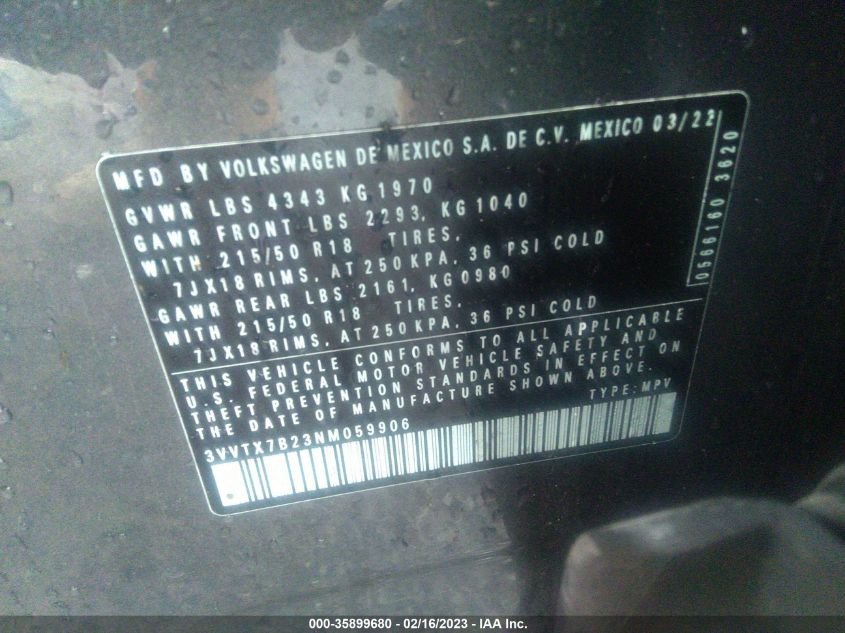 MFD BY VOLKSWAGEN DE MEXICO S.A. DE C.V. MEXICO 03/22
GVWR LBS 4343 KG 1970
GAWR FRONT LBS 2293, KG 1040
WITH 215/50 R18 TIRES,
7JX18 RIMS, AT 250 KPA, 36 PSI COLD
GAWR REAR LBS 2161, KG 0980
WITH 215/50 R18 TIRES,
7JX18 RIMS, AT 250 KPA, 36 PSI COLD
0566160 3620
THIS VEHICLE CONFORMS TO ALL APPLICABLE
U.S. FEDERAL MOTOR VEHICLE SAFETY AND
THEFT PREVENTION STANDARDS IN EFFECT ON
THE DATE OF MANUFACTURE SHOWN ABOVE.
3VVTX7B23NM059906 TYPE: MPV
000-35899680 - 02/16/2023 - IAA Inc.